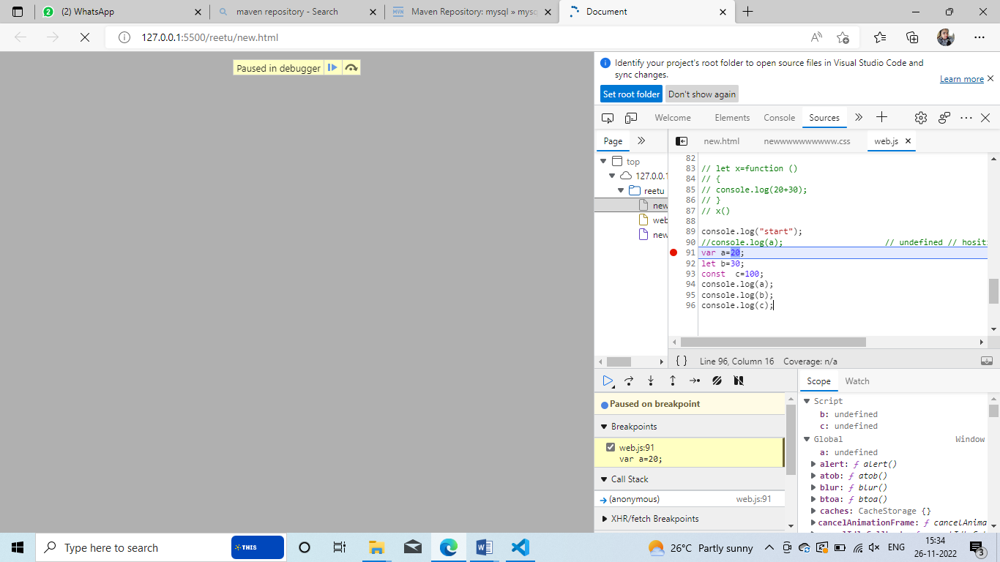 (2) WhatsApp
maven repository - Search
Maven Repository: mysql » mysq
Document
127.0.0.1:5500/reetu/new.html
Paused in debugger
Identify your project's root folder to open source files in Visual Studio Code and
sync changes.
Learn more
Set root folder
Don't show again
Welcome
Elements
Console
Sources
Page
new.html
newwwwwwwwww.css
web.js
top
127.0.0.1
reetu
new
web
new
82
83 // let x=function ()
84 // {
85 // console.log(20+30);
86 // }
87 // x()
88
89 console.log("start");
90 //console.log(a); // undefined // hosit
91 var a=20;
92 let b=30;
93 const c=100;
94 console.log(a);
95 console.log(b);
96 console.log(c);
{ } Line 96, Column 16 Coverage: n/a
Paused on breakpoint
Breakpoints
web.js:91
var a=20;
Call Stack
(anonymous) web.js:91
XHR/fetch Breakpoints
Scope
Watch
Script
b: undefined
c: undefined
Global Window
a: undefined
alert: ƒ alert()
atob: ƒ atob()
blur: ƒ blur()
btoa: ƒ btoa()
caches: CacheStorage {}
cancelAnimationFrame: ƒ cancelAnima
Type here to search
THIS
26°C Partly sunny
ENG
15:34
26-11-2022
3